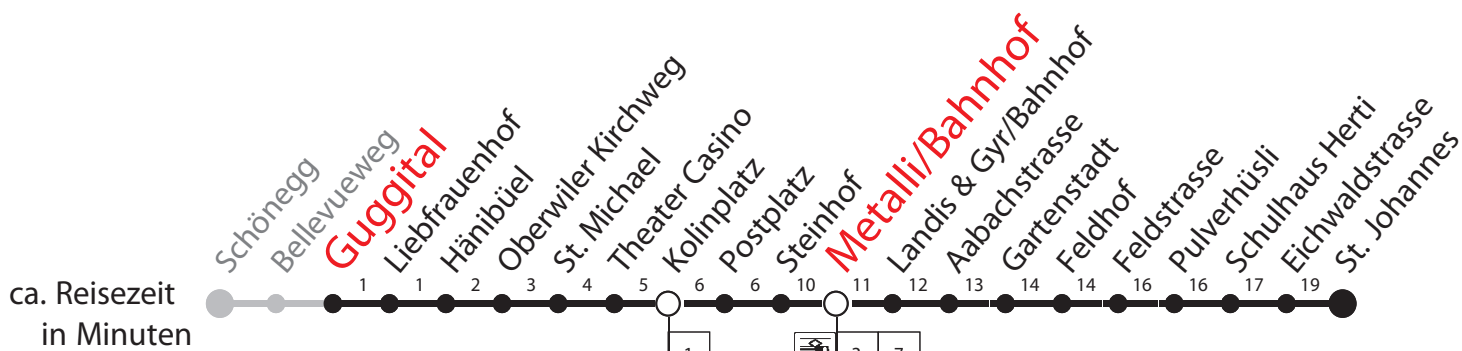 Schönegg
Bellevueweg
Guggital
Liebfrauenhof
Hänibüel
Oberwiler Kirchweg
St. Michael
Theater Casino
Kolinplatz
Postplatz
Steinhof
Metalli/Bahnhof
Landis & Gyr/Bahnhof
Aabachstrasse
Gartenstadt
Feldhof
Feldstrasse
Pulverhüsli
Schulhaus Herti
Eichwaldstrasse
St. Johannes
ca. Reisezeit
in Minuten
1 1 2 3 4 5 6 6 10 11 12 13 14 14 16 16 17 19